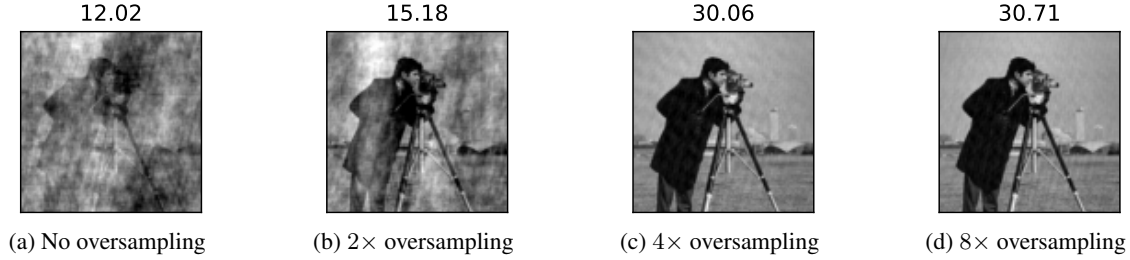 12.02 15.18 30.06 30.71
(a) No oversampling (b) 2× oversampling (c) 4× oversampling (d) 8× oversampling